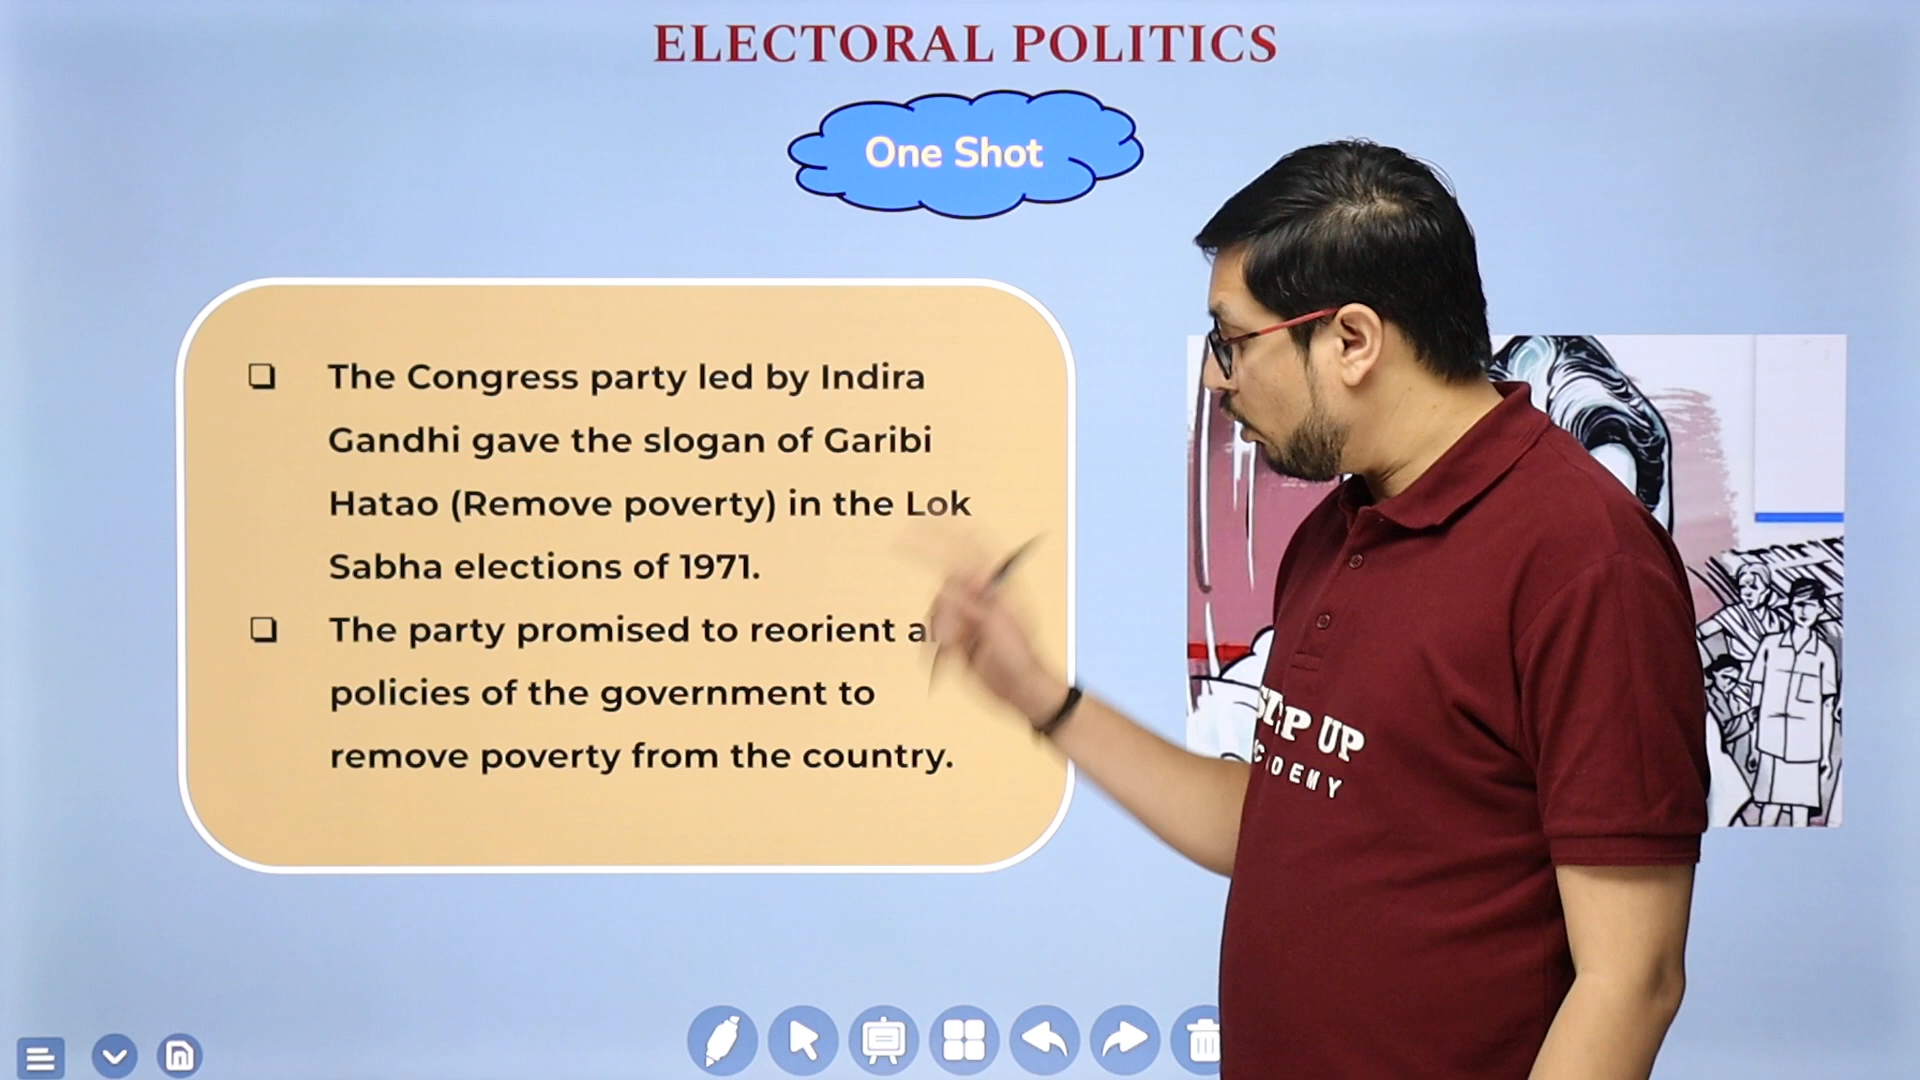 ELECTORAL POLITICS
One Shot
The Congress party led by Indira
Gandhi gave the slogan of Garibi
Hatao (Remove poverty) in the Lok
Sabha elections of 1971.
The party promised to reorient
policies of the government to
remove poverty from the country.
UP